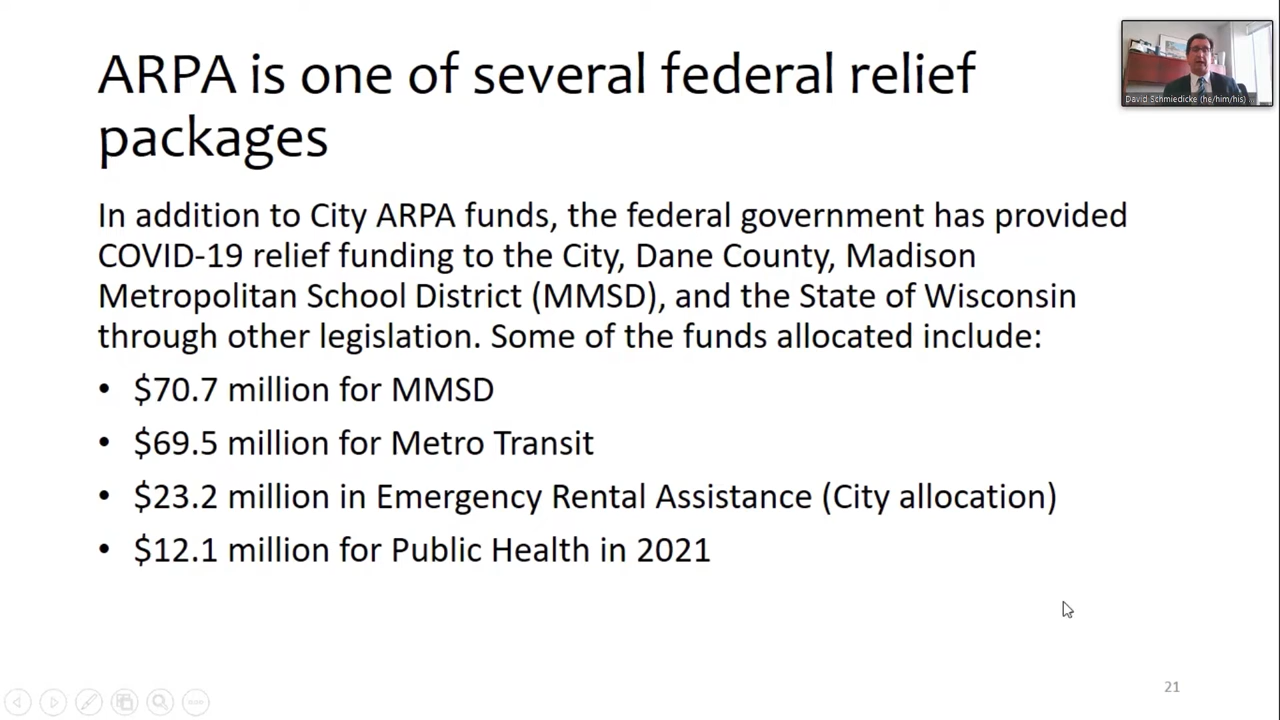 ARPA is one of several federal relief
packages
David Schmiedicke (he/him/his)
In addition to City ARPA funds, the federal government has provided
COVID-19 relief funding to the City, Dane County, Madison
Metropolitan School District (MMSD), and the State of Wisconsin
through other legislation. Some of the funds allocated include:
• $70.7 million for MMSD
• $69.5 million for Metro Transit
• $23.2 million in Emergency Rental Assistance (City allocation)
• $12.1 million for Public Health in 2021
21